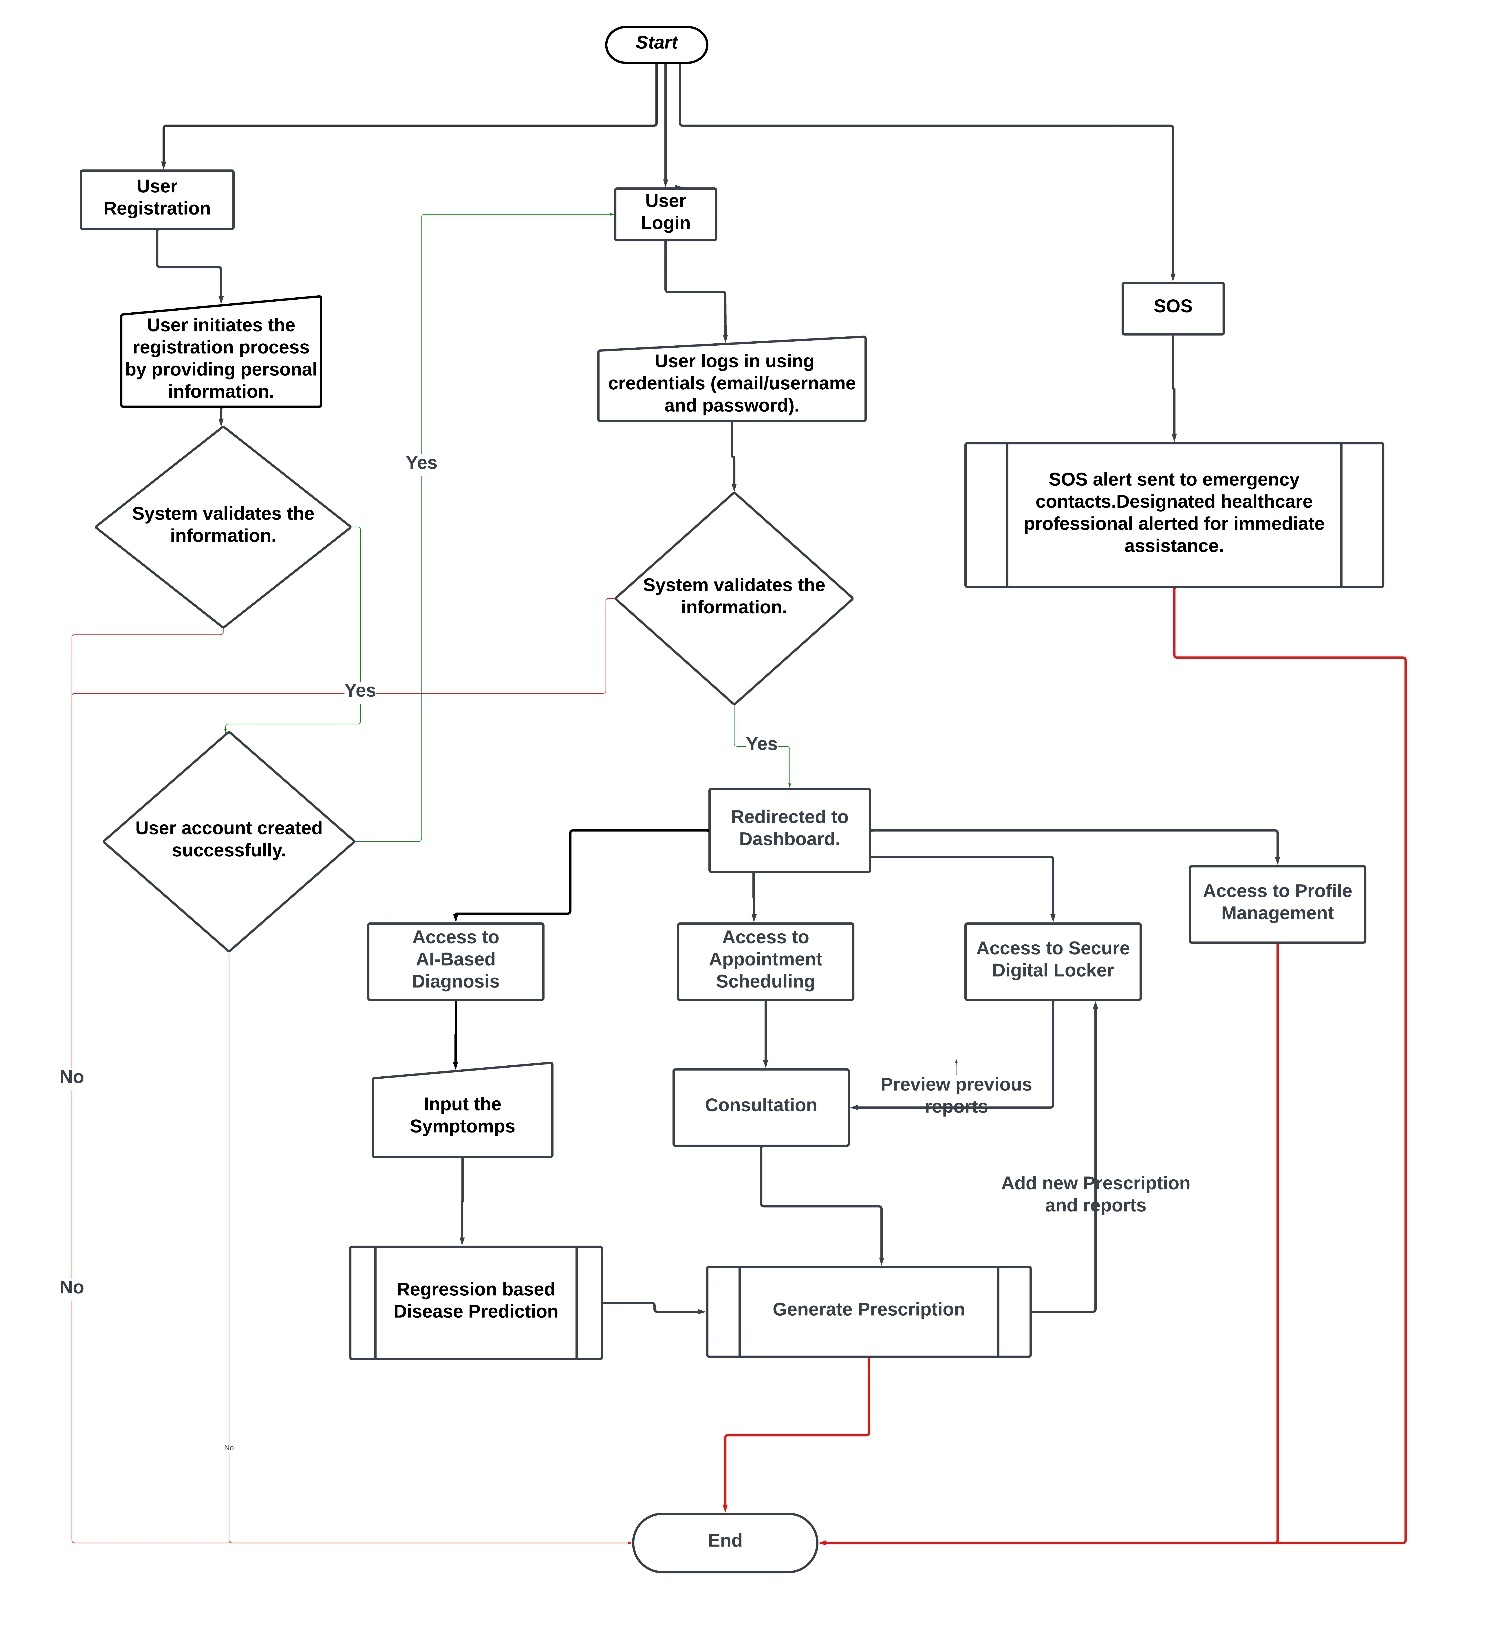 Start
User
Registration
User
Login
SOS
User initiates the
registration process
by providing personal
information.
User logs in using
credentials (email/username
and password).
Yes
System validates the
information.
SOS alert sent to emergency
contacts.Designated healthcare
professional alerted for immediate
assistance.
System validates the
information.
Yes
Yes
User account created
successfully.
Redirected to
Dashboard.
Access to Profile
Management
Access to
AI-Based
Diagnosis
Access to
Appointment
Scheduling
Access to Secure
Digital Locker
No
Input the
Symptomps
Consultation
Preview previous
reports
Add new Prescription
and reports
No
Regression based
Disease Prediction
Generate Prescription
No
End